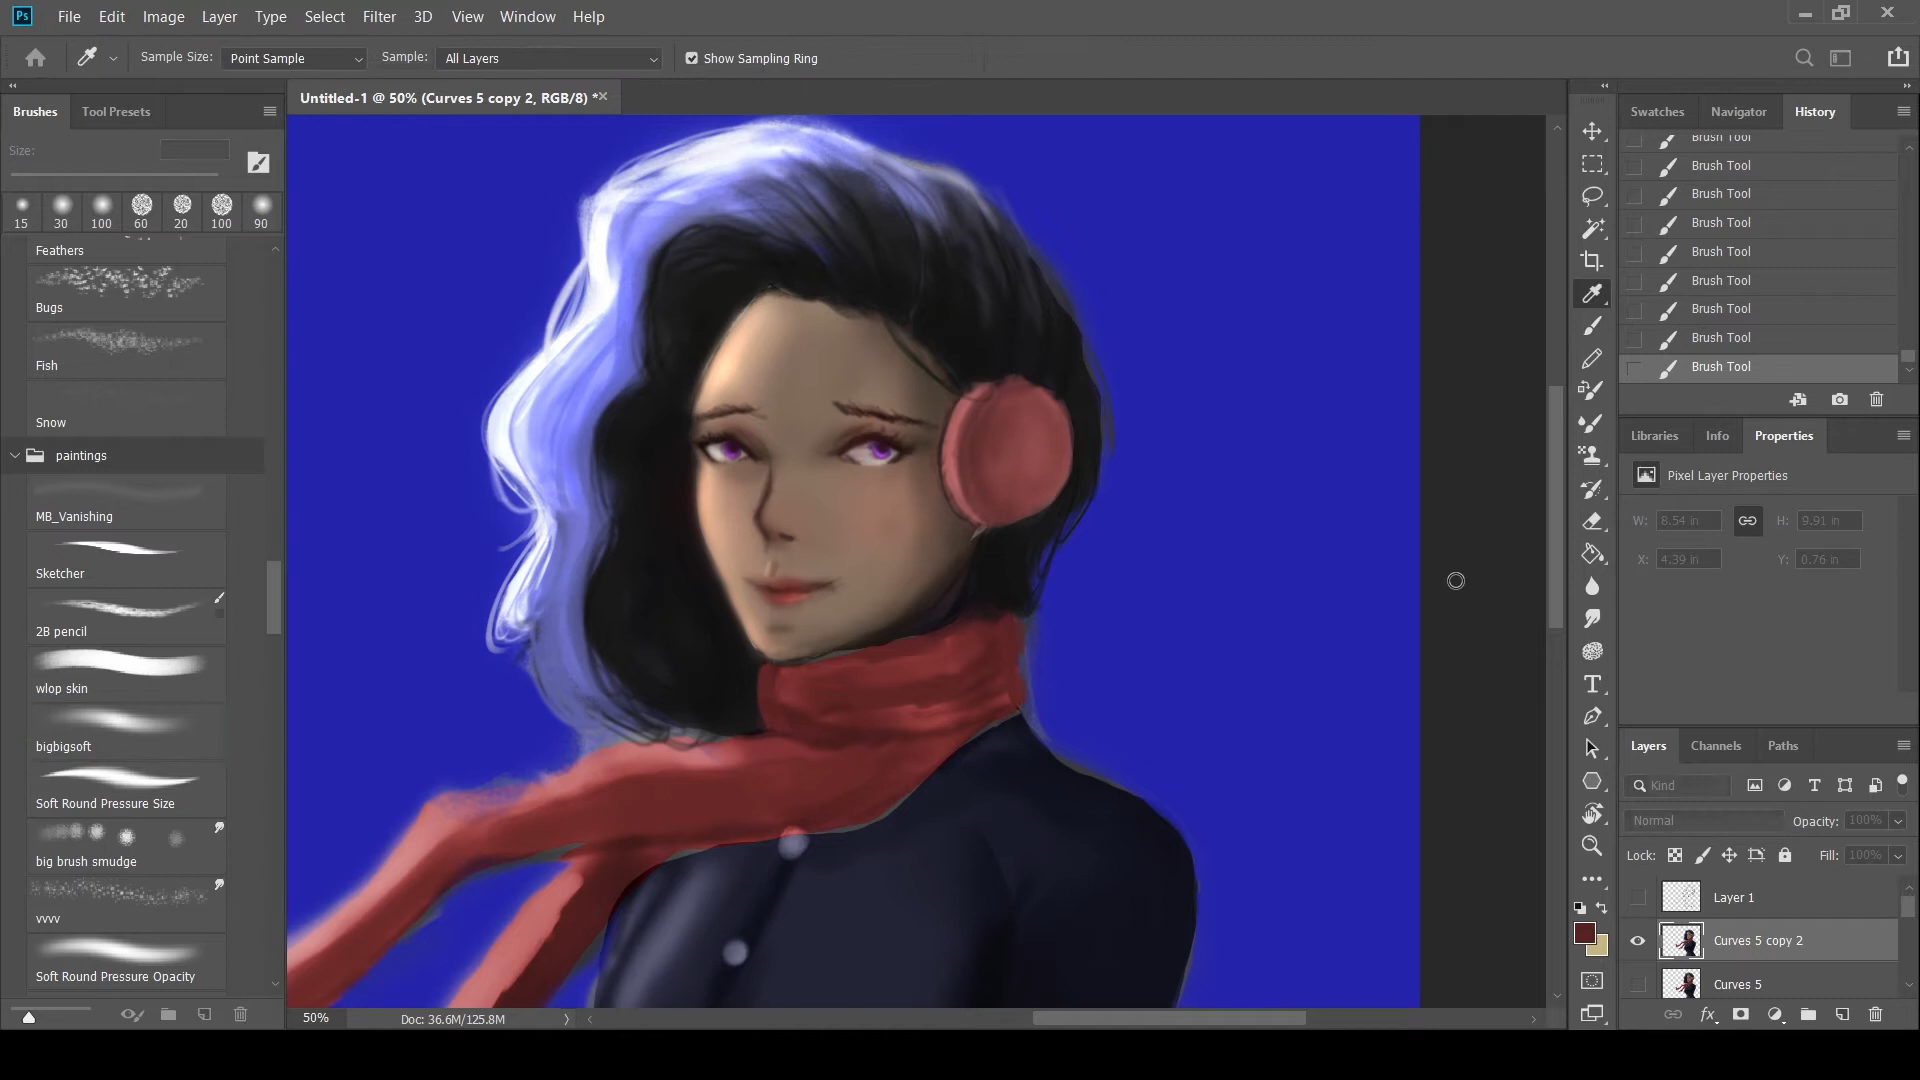 Ps File Edit Image Layer Type Select Filter 3D View Window Help
Sample Size: Point Sample Sample: All Layers Show Sampling Ring
Brushes Tool Presets
Untitled-1 @ 50% (Curves 5 copy 2, RGB/8) *
Size:
15 30 100 60 20 100 90
Feathers
Bugs
Fish
Snow
paintings
MB_Vanishing
Sketcher
2B pencil
wlop skin
bigbigsoft
Soft Round Pressure Size
big brush smudge
vvvv
Soft Round Pressure Opacity
50% Doc: 36.6M/125.8M
Swatches Navigator History
Brush Tool
Brush Tool
Brush Tool
Brush Tool
Brush Tool
Brush Tool
Brush Tool
Brush Tool
Brush Tool
Libraries Info Properties
Pixel Layer Properties
W: 8.54 in H: 9.91 in
X: 4.39 in Y: 0.76 in
Layers Channels Paths
Kind
Normal Opacity: 100%
Lock: Fill: 100%
Layer 1
Curves 5 copy 2
Curves 5
fx